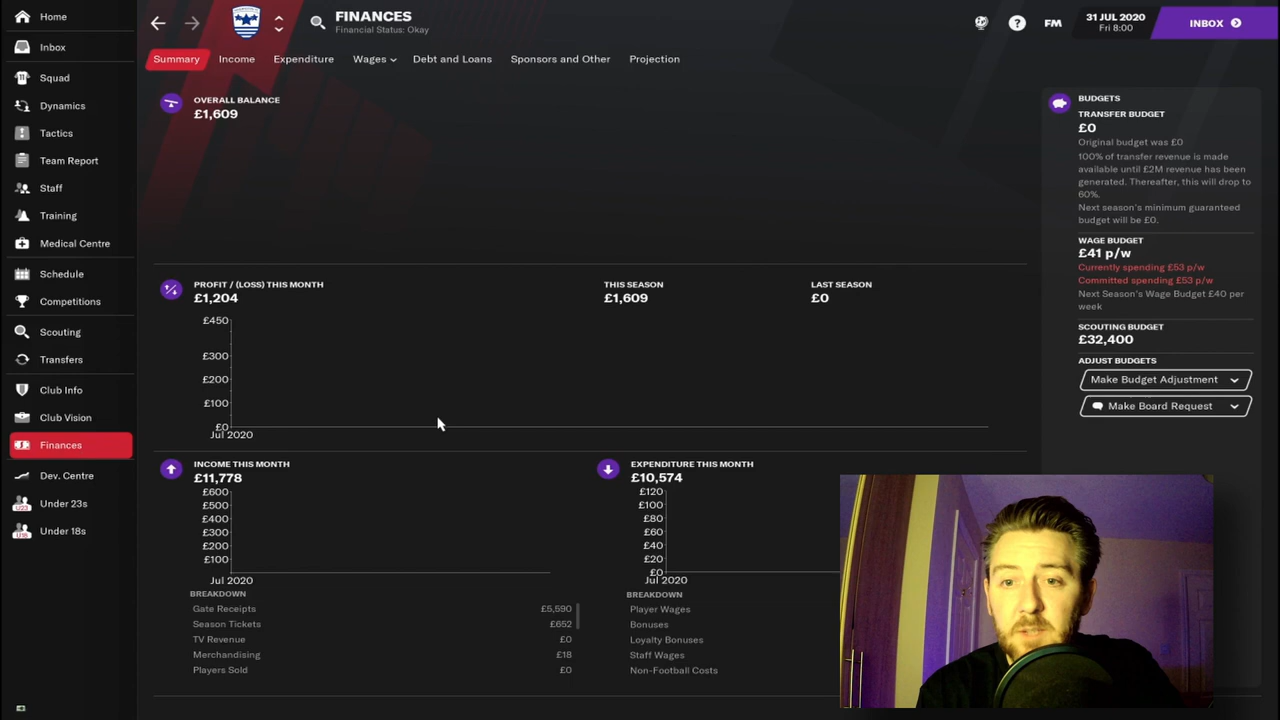 Home
Inbox
Squad
Dynamics
Tactics
Team Report
Staff
Training
Medical Centre
Schedule
Competitions
Scouting
Transfers
Club Info
Club Vision
Finances
Dev. Centre
Under 23s
Under 18s
FINANCES
Financial Status: Okay
FM
31 JUL 2020
Fri 8:00
INBOX
Summary
Income
Expenditure
Wages
Debt and Loans
Sponsors and Other
Projection
OVERALL BALANCE
£1,609
PROFIT / (LOSS) THIS MONTH
£1,204
THIS SEASON
£1,609
LAST SEASON
£0
£450
£300
£200
£100
£0
Jul 2020
INCOME THIS MONTH
£11,778
£600
£500
£400
£300
£200
£100
Jul 2020
BREAKDOWN
Gate Receipts £5,590
Season Tickets £652
TV Revenue £0
Merchandising £18
Players Sold £0
EXPENDITURE THIS MONTH
£10,574
£120
£100
£80
£60
£40
£20
£0
Jul 2020
BREAKDOWN
Player Wages
Bonuses
Loyalty Bonuses
Staff Wages
Non-Football Costs
BUDGETS
TRANSFER BUDGET
£0
Original budget was £0
100% of transfer revenue is made
available until £2M revenue has been
generated. Thereafter, this will drop to
60%.
Next season's minimum guaranteed
budget will be £0.
WAGE BUDGET
£41 p/w
Currently spending £53 p/w
Committed spending £53 p/w
Next Season's Wage Budget £40 per
week
SCOUTING BUDGET
£32,400
ADJUST BUDGETS
Make Budget Adjustment
Make Board Request